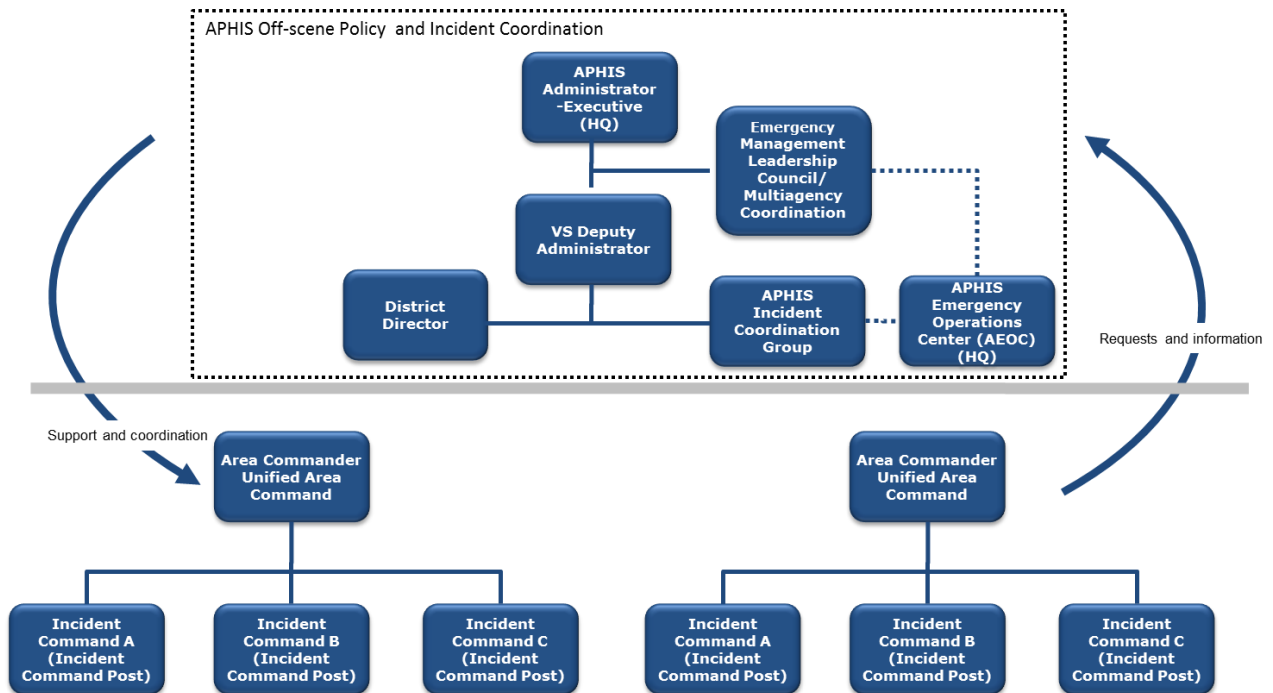 APHIS Off-scene Policy and Incident Coordination
APHIS
Administrator
-Executive
(HQ)
Emergency
Management
Leadership
Council/
Multiagency
Coordination
VS Deputy
Administrator
District
Director
APHIS
Incident
Coordination
Group
APHIS
Emergency
Operations
Center (AEOC)
(HQ)
Requests and information
Support and coordination
Area Commander
Unified Area
Command
Area Commander
Unified Area
Command
Incident
Command A
(Incident
Command Post)
Incident
Command B
(Incident
Command Post)
Incident
Command C
(Incident
Command Post)
Incident
Command A
(Incident
Command Post)
Incident
Command B
(Incident
Command Post)
Incident
Command C
(Incident
Command Post)